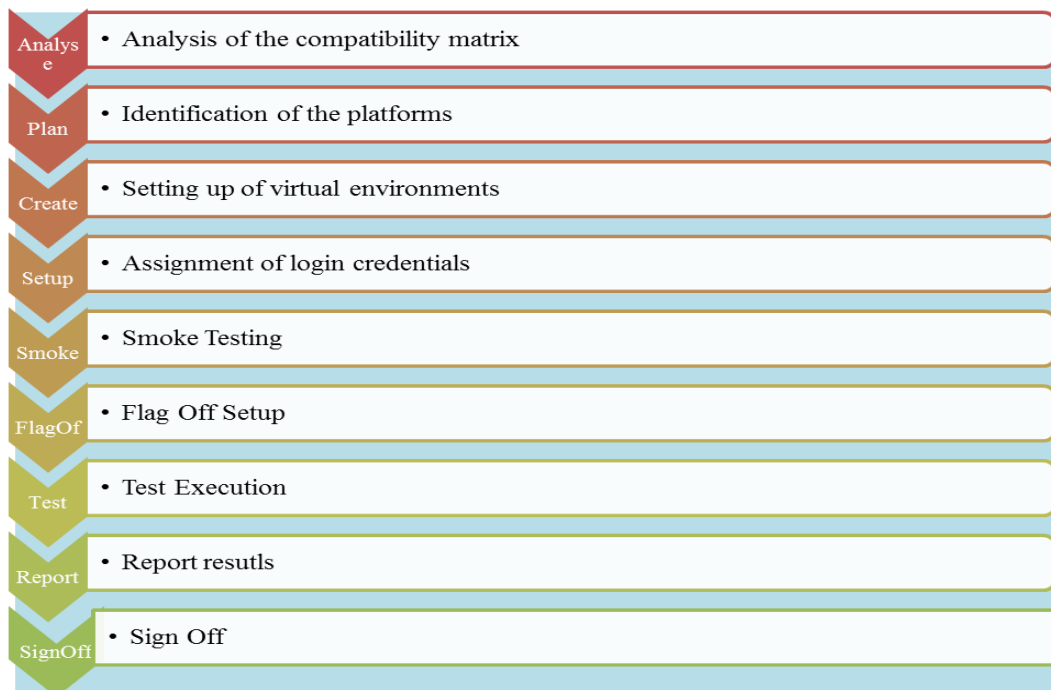 Analys
e
• Analysis of the compatibility matrix
Plan
• Identification of the platforms
Create
• Setting up of virtual environments
Setup
• Assignment of login credentials
Smoke
• Smoke Testing
FlagOf
• Flag Off Setup
Test
• Test Execution
Report
• Report resutls
SignOff
• Sign Off